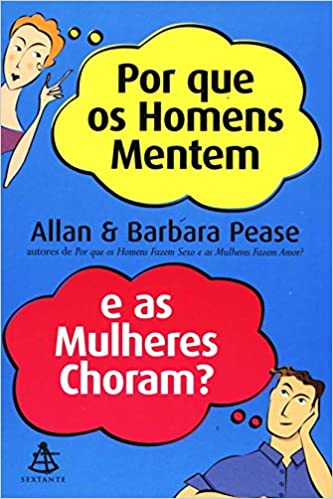 Por que
os Homens
Mentem
Allan & Barbara Pease
autores de Por que os Homens Fazem Sexo e as Mulheres Fazem Amor?
e as
Mulheres
Choram?
SEXTANTE